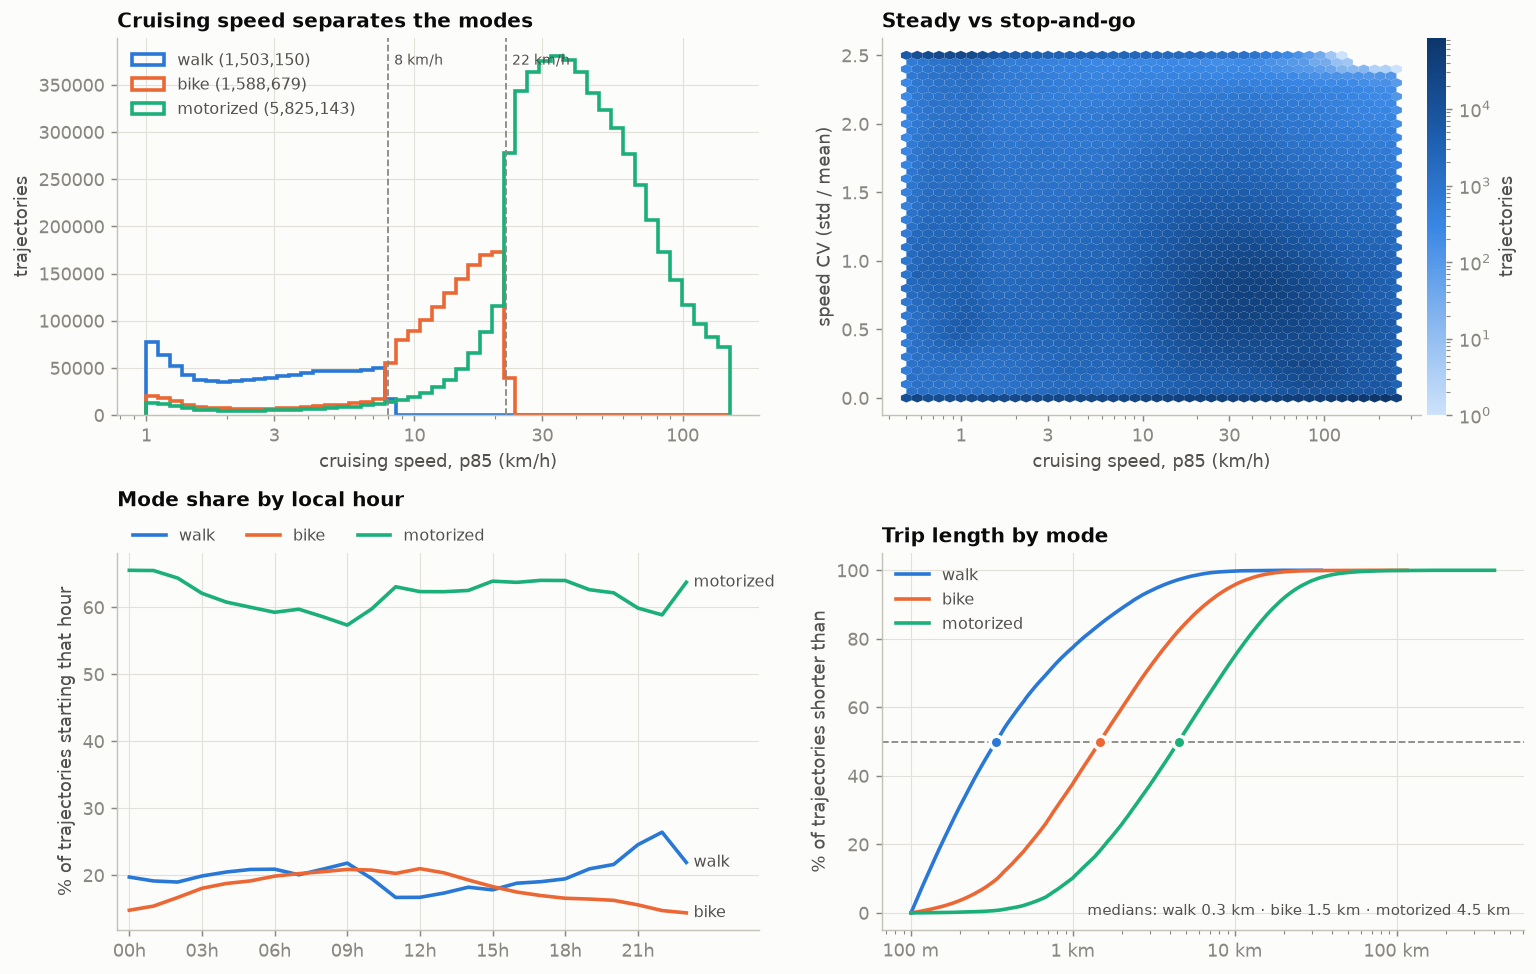 Cruising speed separates the modes
walk (1,503,150)
bike (1,588,679)
motorized (5,825,143)
8 km/h
22 km/h
trajectories
350000
300000
250000
200000
150000
100000
50000
0
1
3
10
30
100
cruising speed, p85 (km/h)
Steady vs stop-and-go
speed CV (std / mean)
2.5
2.0
1.5
1.0
0.5
0.0
1
3
10
30
100
cruising speed, p85 (km/h)
10⁴
10³
10²
10¹
10⁰
trajectories
Mode share by local hour
walk
bike
motorized
% of trajectories starting that hour
60
50
40
30
20
motorized
walk
bike
00h
03h
06h
09h
12h
15h
18h
21h
Trip length by mode
walk
bike
motorized
% of trajectories shorter than
100
80
60
40
20
0
medians: walk 0.3 km · bike 1.5 km · motorized 4.5 km
100 m
1 km
10 km
100 km